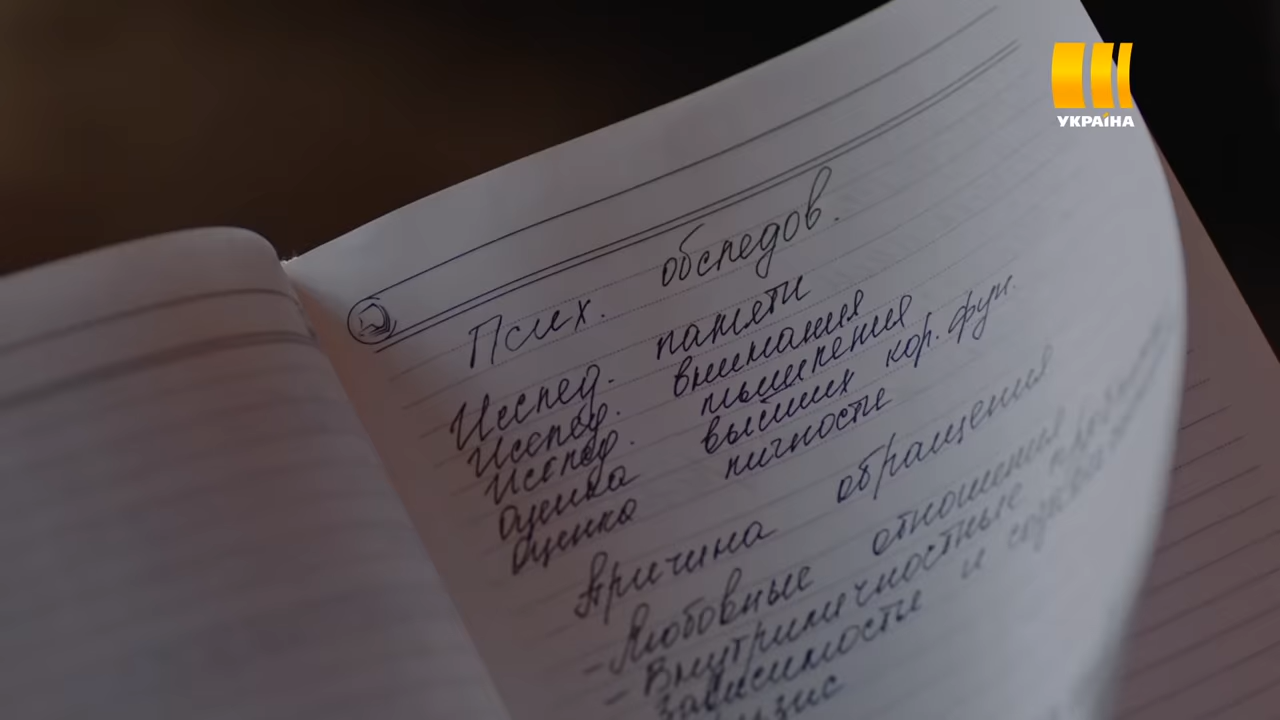 УКРАЇНА
Псих. обследов.
Исслед. памяти
Исслед. внимания
Исслед. мышления
Оценка высших кор. фун.
Оценка личности
Причина обращения
- Любовные отношения
- Внутриличностные
зависимости и